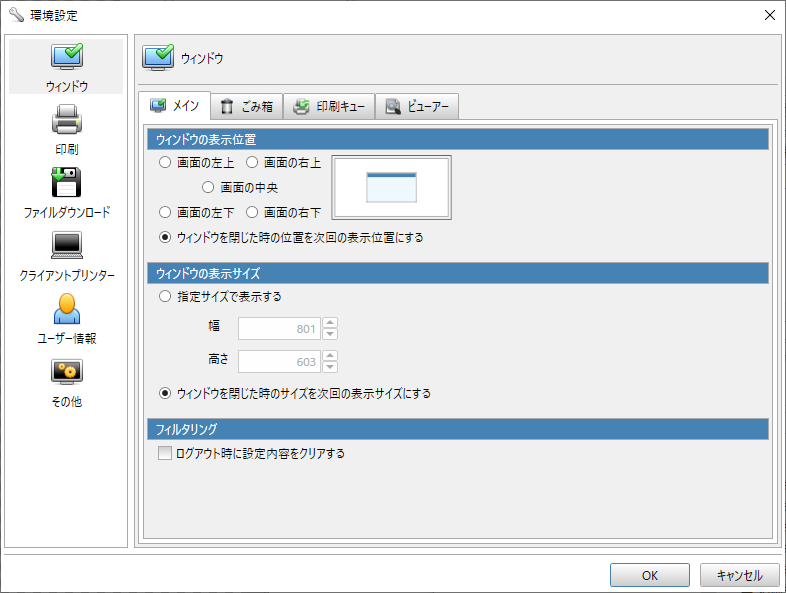 環境設定
ウィンドウ
印刷
ファイルダウンロード
クライアントプリンター
ユーザー情報
その他
ウィンドウ
メイン ごみ箱 印刷キュー ビューアー
ウィンドウの表示位置
画面の左上 画面の右上
画面の中央
画面の左下 画面の右下
ウィンドウを閉じた時の位置を次回の表示位置にする
ウィンドウの表示サイズ
指定サイズで表示する
幅 801
高さ 603
ウィンドウを閉じた時のサイズを次回の表示サイズにする
フィルタリング
ログアウト時に設定内容をクリアする
OK キャンセル